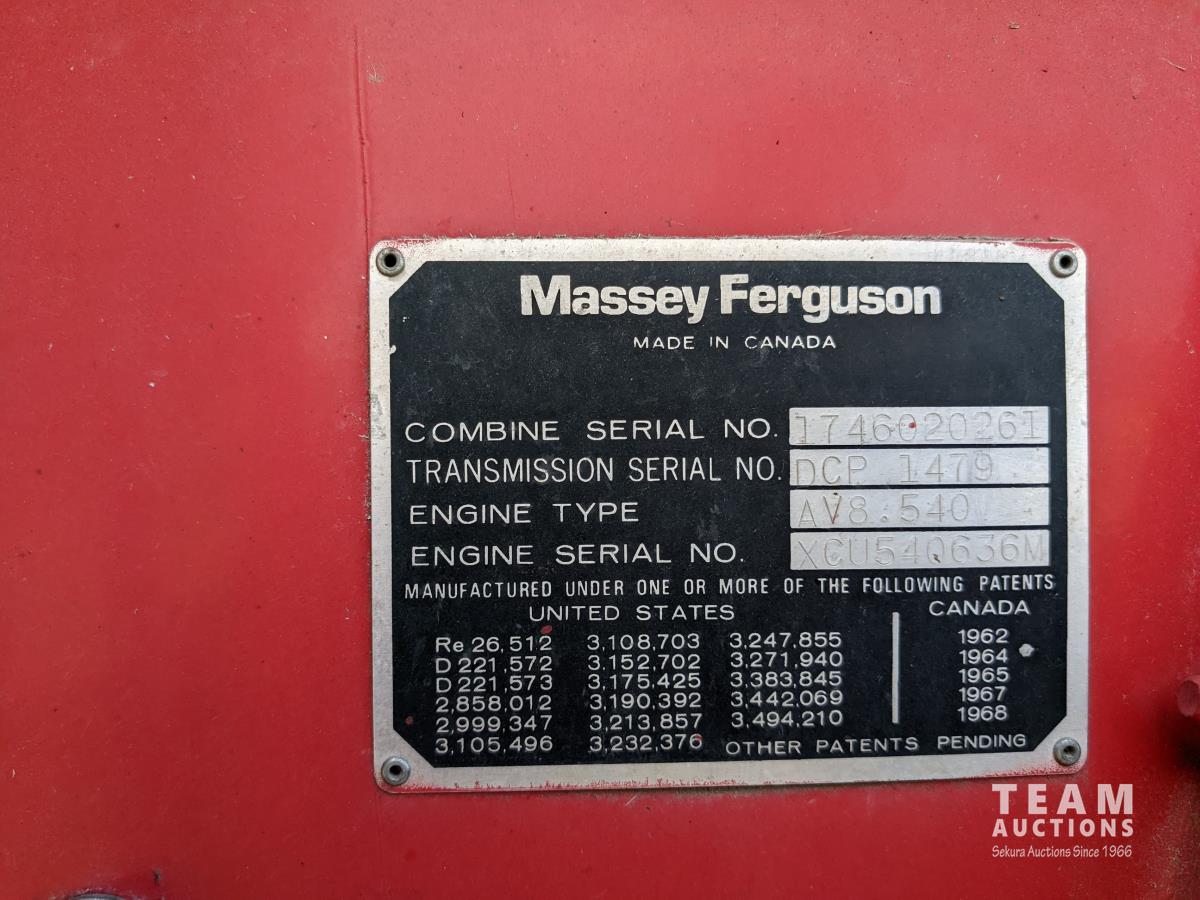 Massey Ferguson
MADE IN CANADA
COMBINE SERIAL NO. 1746020261
TRANSMISSION SERIAL NO. DCP 1479
ENGINE TYPE AV8.540
ENGINE SERIAL NO. XCU540636M
MANUFACTURED UNDER ONE OR MORE OF THE FOLLOWING PATENTS
UNITED STATES CANADA
Re 26,512 3,108,703 3,247,855 1962
D 221,572 3,152,702 3,271,940 1964
D 221,573 3,175,425 3,383,845 1965
2,858,012 3,190,392 3,442,069 1967
2,999,347 3,213,857 3,494,210 1968
3,105,496 3,232,376 OTHER PATENTS PENDING
TEAM
AUCTIONS
Sekura Auctions Since 1966